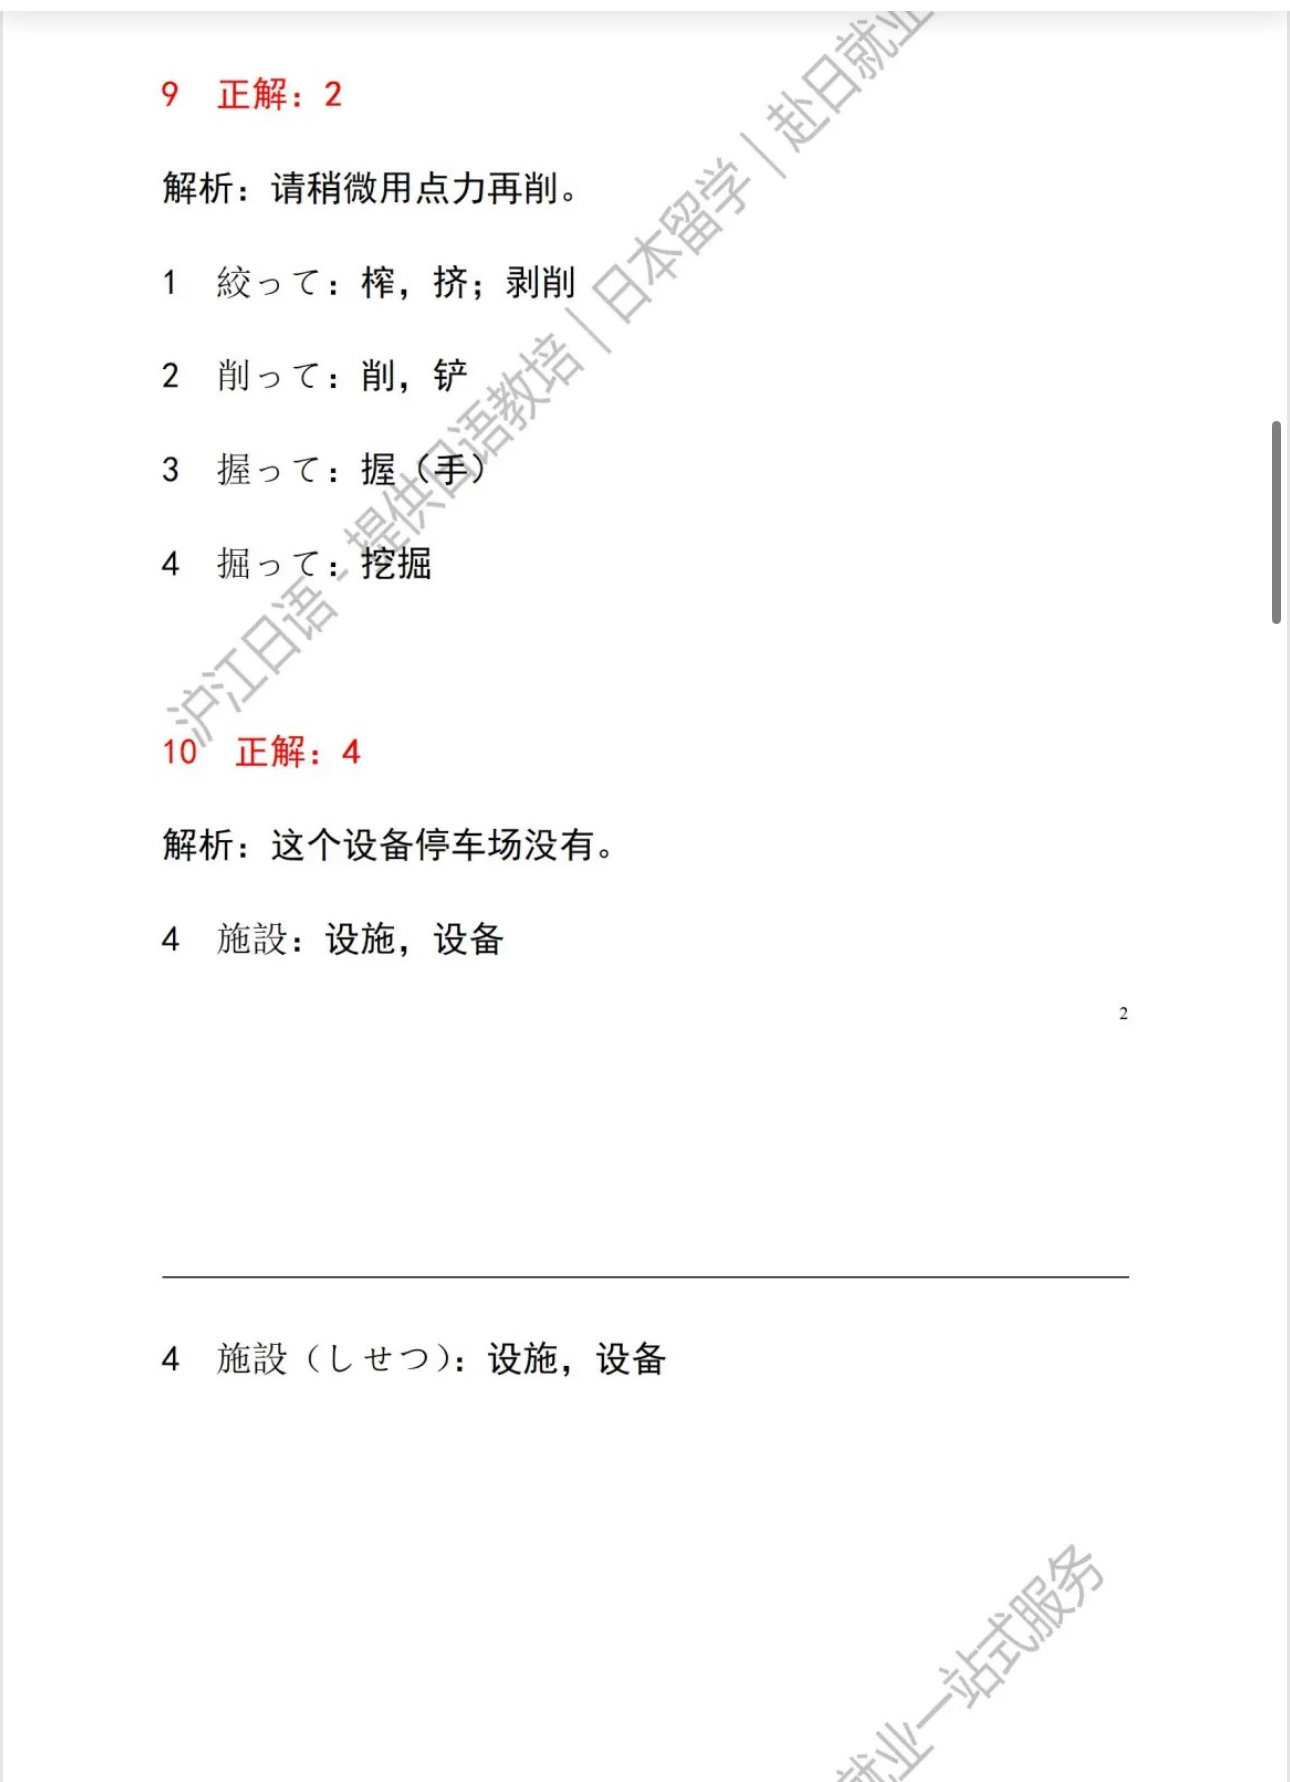 9 正解：2
解析：请稍微用点力再削。
1 絞って：榨，挤；剥削
2 削って：削，铲
3 握って：握（手）
4 掘って：挖掘
沪江日语 - 提供日语教培｜日本留学｜赴日就业
10 正解：4
解析：这个设备停车场没有。
4 施設：设施，设备
2
4 施設（しせつ）：设施，设备
就业一站式服务